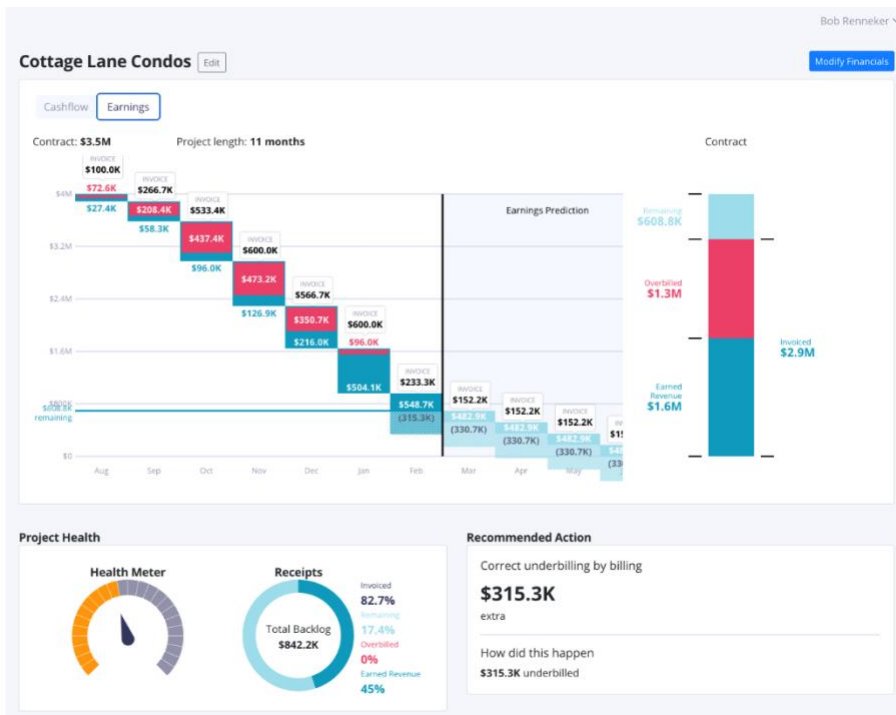 Bob Renneker
Cottage Lane Condos Edit
Modify Financials
Cashflow Earnings
Contract: $3.5M Project length: 11 months
Contract
$4M
$3.2M
$2.4M
$1.6M
$800K
$608.8K
remaining
$0
INVOICE
$100.0K
$72.6K
$27.4K
INVOICE
$266.7K
$208.4K
$58.3K
INVOICE
$533.4K
$437.4K
$96.0K
INVOICE
$600.0K
$473.2K
$126.9K
INVOICE
$566.7K
$350.7K
$216.0K
INVOICE
$600.0K
$96.0K
$504.1K
INVOICE
$233.3K
$548.7K
(315.3K)
Earnings Prediction
INVOICE
$152.2K
$482.9K
(330.7K)
INVOICE
$152.2K
$482.9K
(330.7K)
INVOICE
$152.2K
$482.9K
(330.7K)
Aug Sep Oct Nov Dec Jan Feb Mar Apr May
Remaining
$608.8K
Overbilled
$1.3M
Earned
Revenue
$1.6M
Invoiced
$2.9M
Project Health
Health Meter
Receipts
Total Backlog
$842.2K
Invoiced
82.7%
Remaining
17.4%
Overbilled
0%
Earned Revenue
45%
Recommended Action
Correct underbilling by billing
$315.3K
extra
How did this happen
$315.3K underbilled